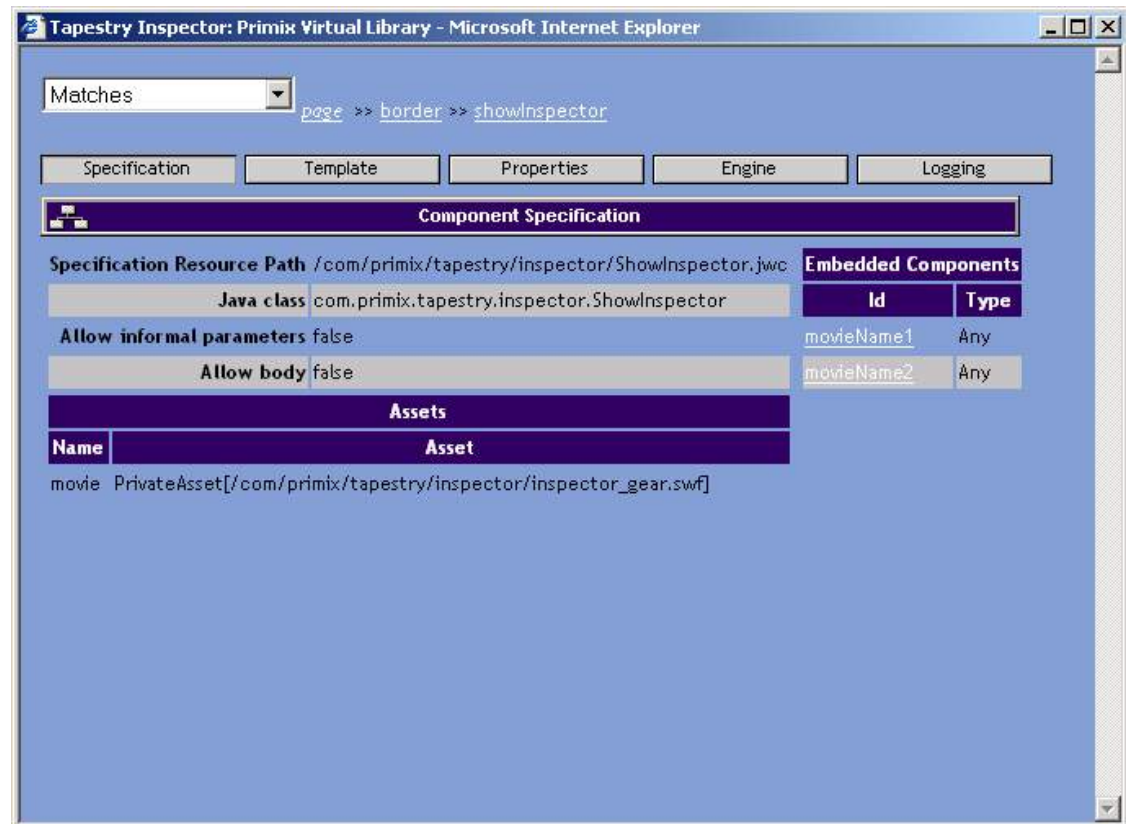 Tapestry Inspector: Primix Virtual Library - Microsoft Internet Explorer
Matches
page >> border >> showInspector
Specification Template Properties Engine Logging
Component Specification
Specification Resource Path /com/primix/tapestry/inspector/ShowInspector.jwc Embedded Components
Java class com.primix.tapestry.inspector.ShowInspector Id Type
Allow informal parameters false movieName1 Any
Allow body false movieName2 Any
Assets
Name Asset
movie PrivateAsset[/com/primix/tapestry/inspector/inspector_gear.swf]